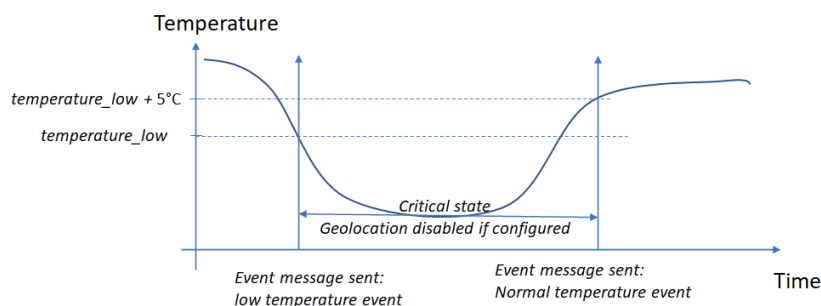 Temperature
temperature_low + 5°C
temperature_low
Critical state
Geolocation disabled if configured
Event message sent:
low temperature event
Event message sent:
Normal temperature event
Time